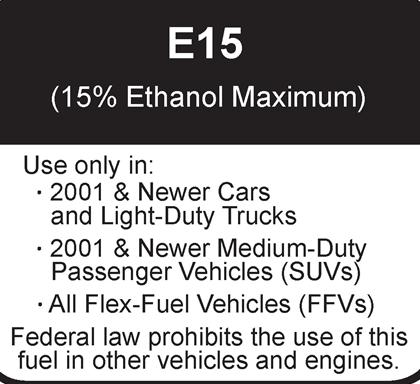 E15
(15% Ethanol Maximum)
Use only in:
· 2001 & Newer Cars
and Light-Duty Trucks
· 2001 & Newer Medium-Duty
Passenger Vehicles (SUVs)
· All Flex-Fuel Vehicles (FFVs)
Federal law prohibits the use of this
fuel in other vehicles and engines.